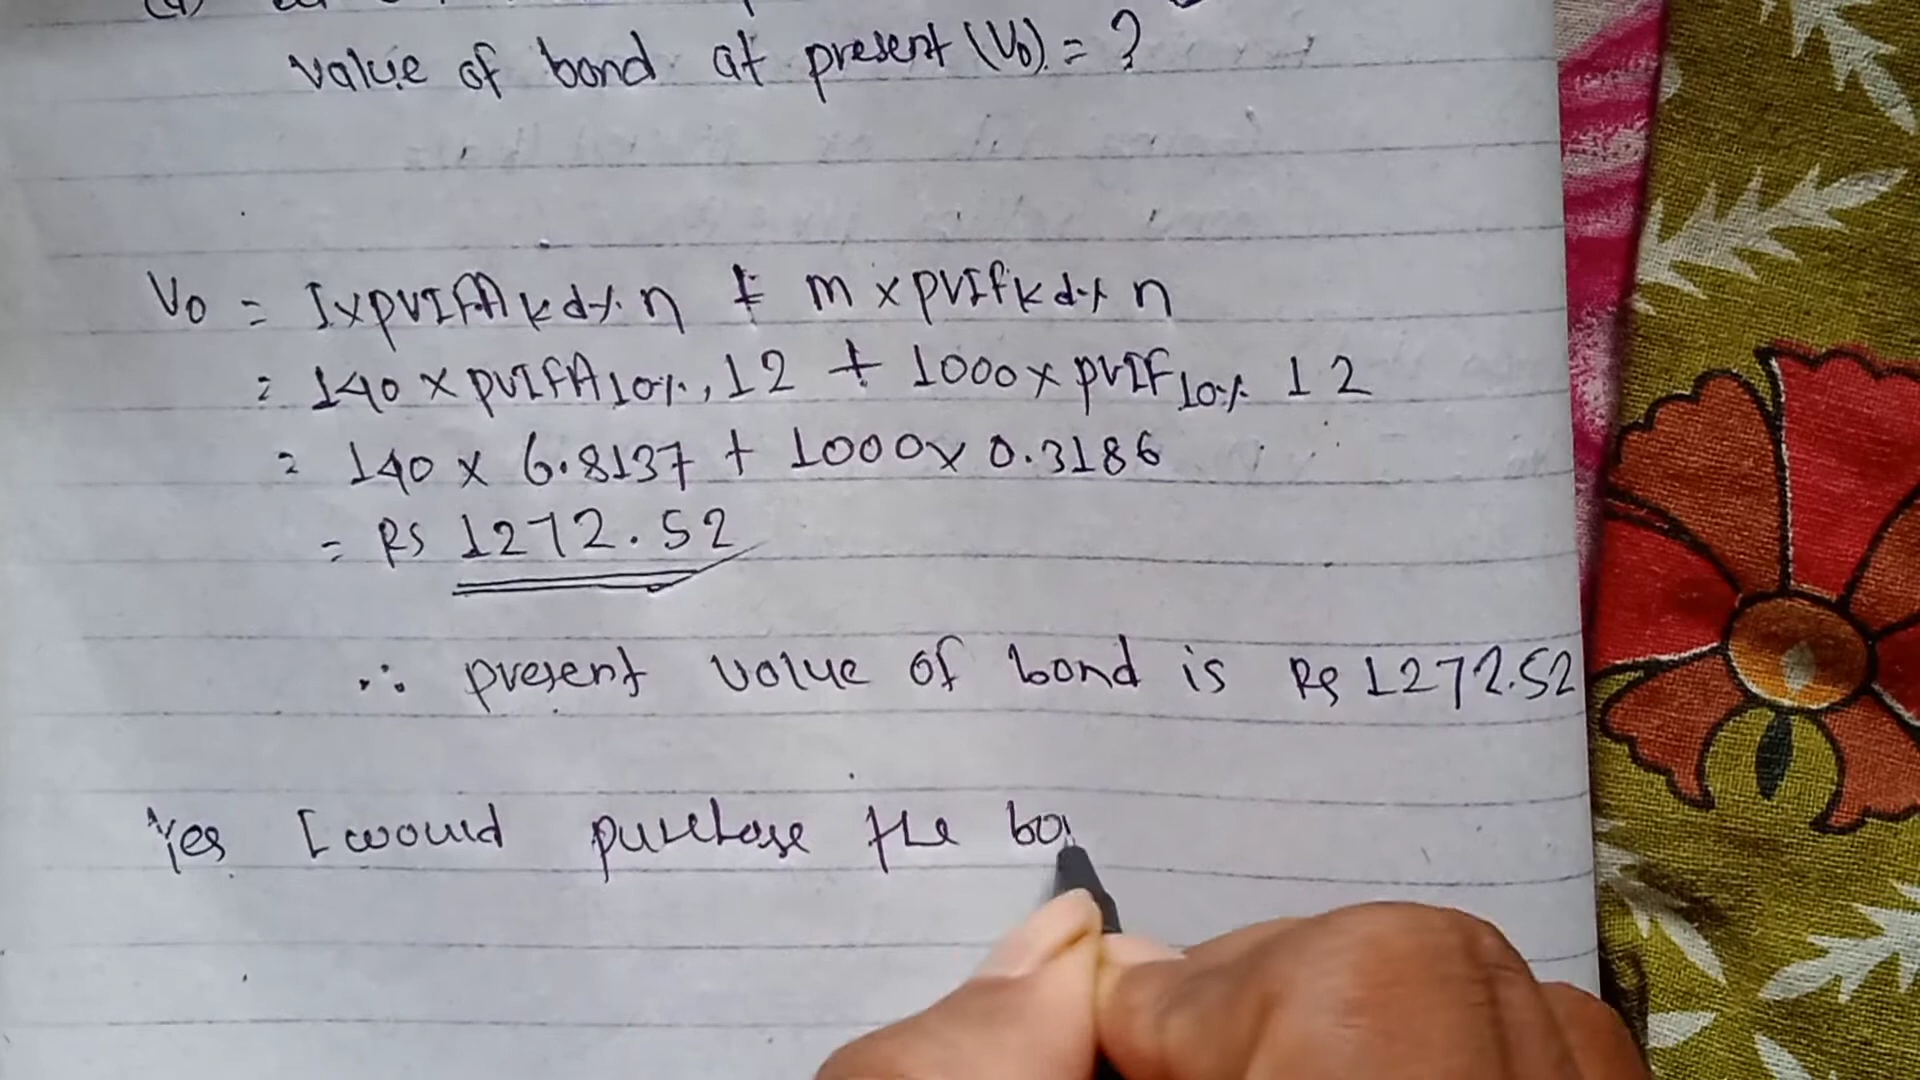 value of bond at present (V0) = ?
V0 = I x PVIFA kd% n + m x PVIF kd% n
= 140 x PVIFA 10%, 12 + 1000 x PVIF 10% 12
= 140 x 6.8137 + 1000 x 0.3186
= RS 1272.52
∴ present value of bond is Rs 1272.52
Yes I would purchase the bon